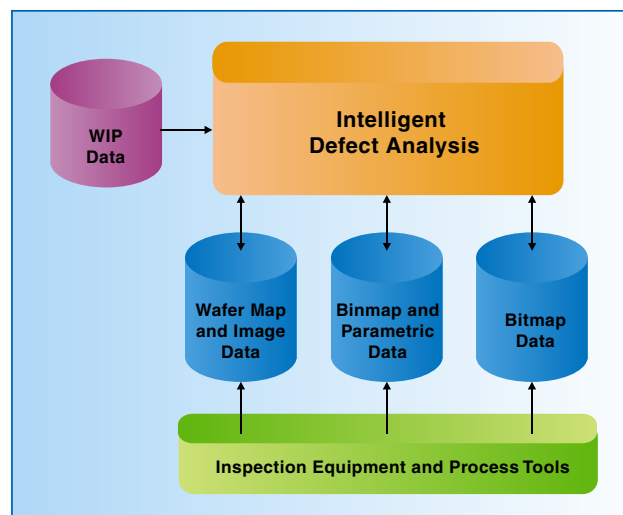 Intelligent
Defect Analysis
WIP
Data
Wafer Map
and Image
Data
Binmap and
Parametric
Data
Bitmap
Data
Inspection Equipment and Process Tools